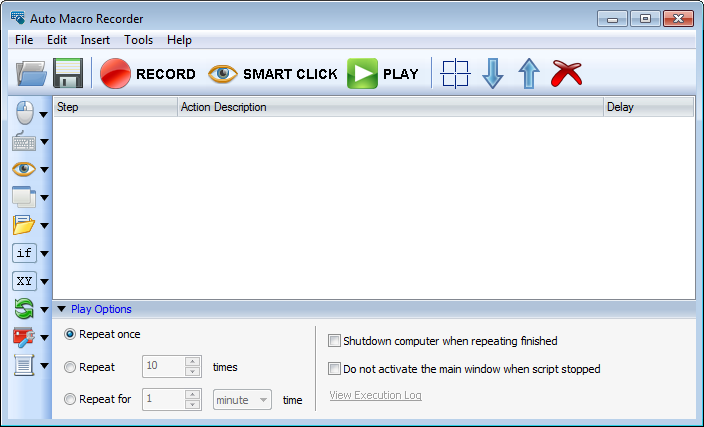 Auto Macro Recorder
File Edit Insert Tools Help
RECORD SMART CLICK PLAY
Step Action Description Delay
if
XY
Play Options
Repeat once
Repeat 10 times
Repeat for 1 minute time
Shutdown computer when repeating finished
Do not activate the main window when script stopped
View Execution Log